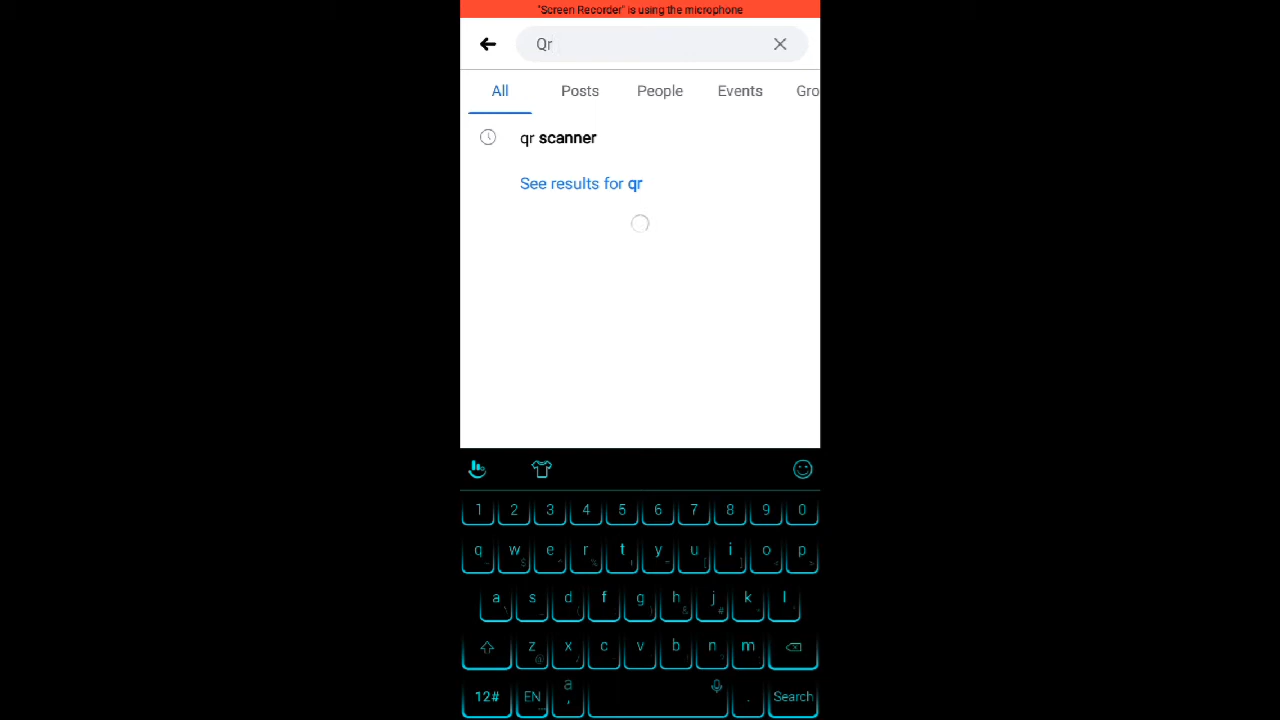 "Screen Recorder" is using the microphone
Qr
All Posts People Events Gro
qr scanner
See results for qr
1 2 3 4 5 6 7 8 9 0
q w e r t y u i o p
a s d f g h j k l
z x c v b n m
12# EN a , . Search